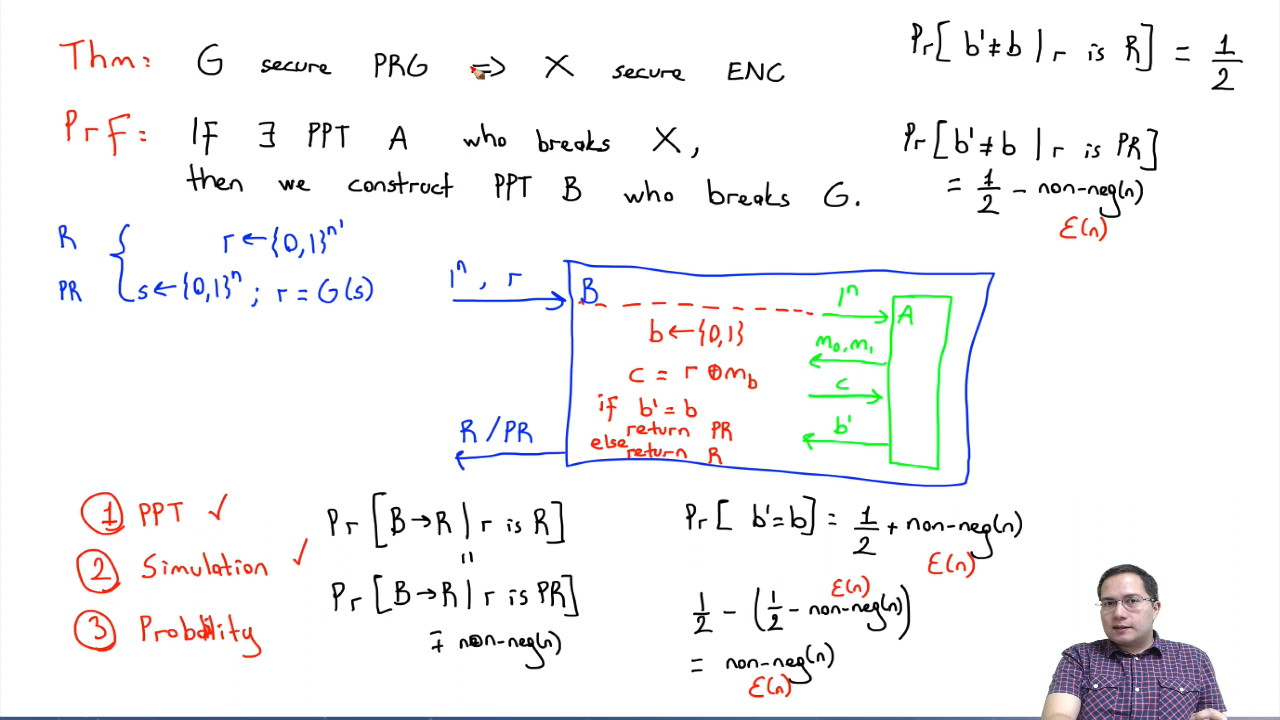 Thm: G secure PRG => X secure ENC
Prf: If ∃ PPT A who breaks X,
then we construct PPT B who breaks G.
Pr[b'≠b | r is R] = 1/2
Pr[b'≠b | r is PR]
= 1/2 - non-neg(n)
ε(n)
R { r ← {0,1}^n'
PR { s ← {0,1}^n ; r = G(s)
1^n, r
B
b ← {0,1}
c = r ⊕ m_b
if b' = b
return PR
else
return R
1^n
A
m_0, m_1
c
b'
R / PR
1 PPT ✓
2 Simulation ✓
3 Probability
Pr[B→R | r is R]
=
Pr[B→R | r is PR]
∓ non-neg(n)
Pr[b'=b] = 1/2 + non-neg(n)
ε(n)
ε(n)
1/2 - (1/2 - non-neg(n))
= non-neg(n)
ε(n)